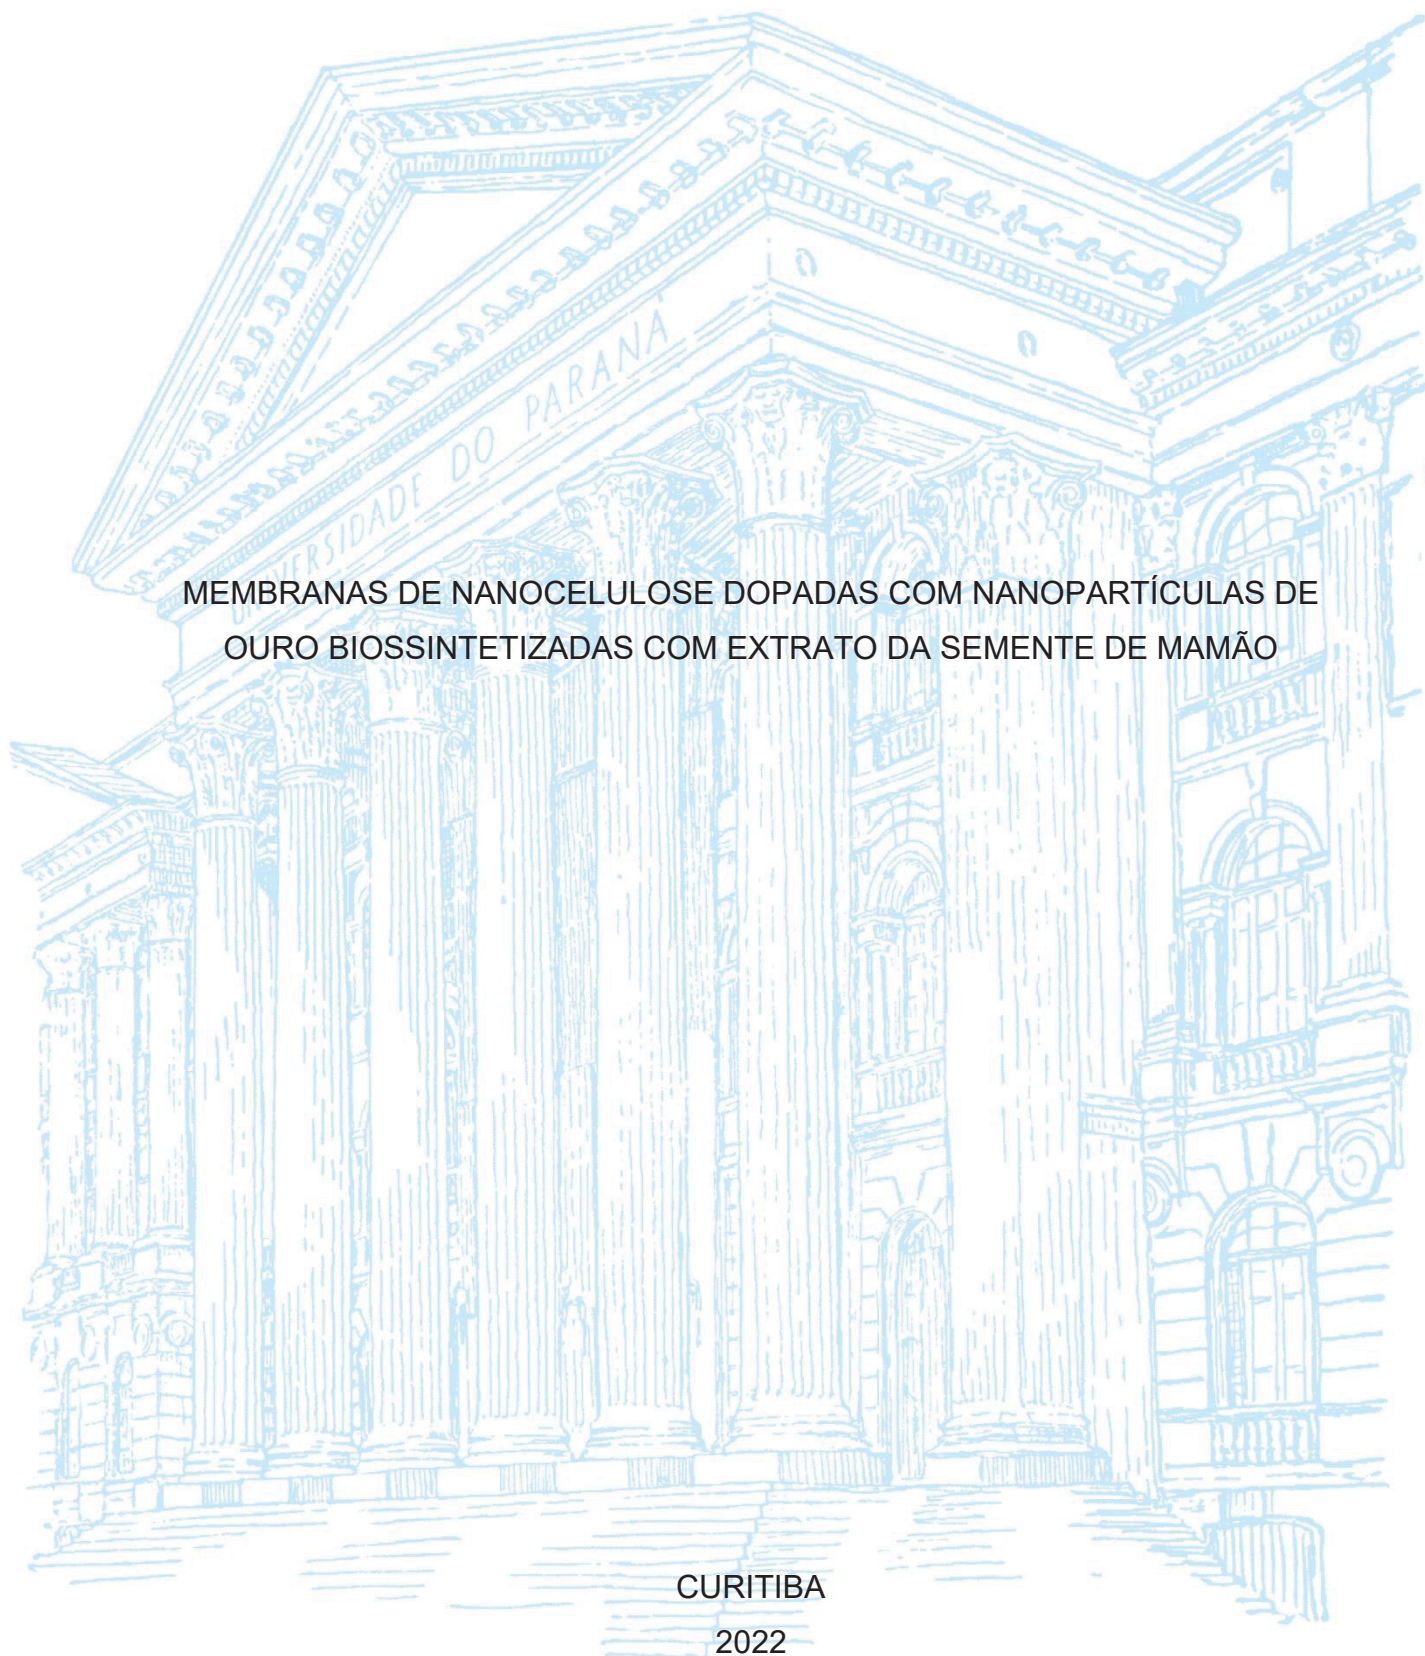 UNIVERSIDADE DO PARANÁ
MEMBRANAS DE NANOCELULOSE DOPADAS COM NANOPARTÍCULAS DE
OURO BIOSSINTETIZADAS COM EXTRATO DA SEMENTE DE MAMÃO
CURITIBA
2022